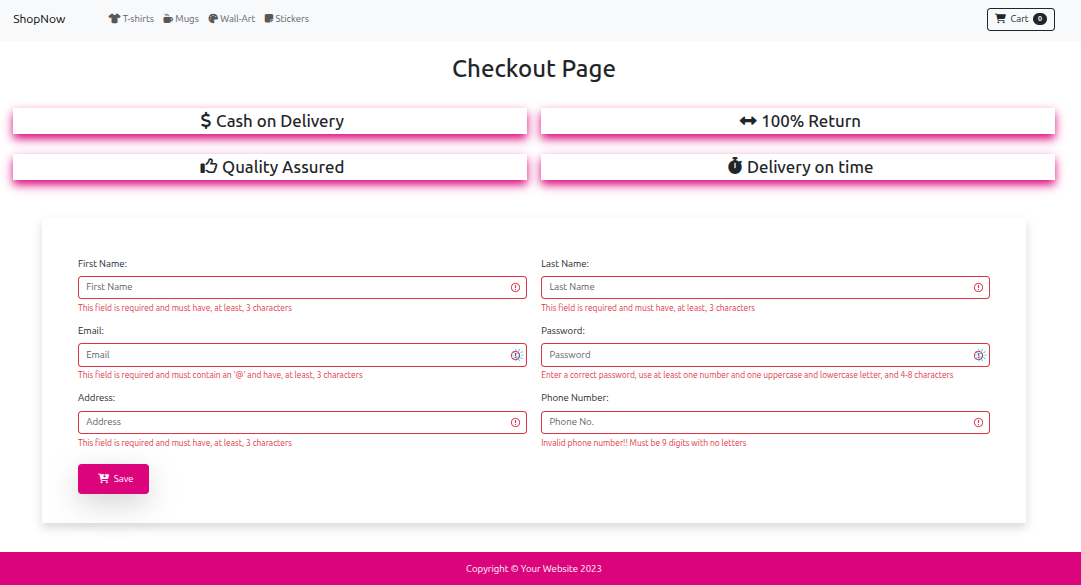 ShopNow T-shirts Mugs Wall-Art Stickers Cart 0
Checkout Page
Cash on Delivery 100% Return
Quality Assured Delivery on time
First Name: Last Name:
First Name Last Name
This field is required and must have, at least, 3 characters This field is required and must have, at least, 3 characters
Email: Password:
Email Password
This field is required and must contain an '@' and have, at least, 3 characters Enter a correct password, use at least one number and one uppercase and lowercase letter, and 4-8 characters
Address: Phone Number:
Address Phone No.
This field is required and must have, at least, 3 characters Invalid phone number!! Must be 9 digits with no letters
Save
Copyright © Your Website 2023